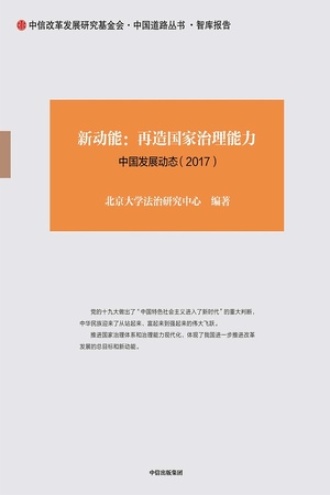 中信改革发展研究基金会·中国道路丛书·智库报告
新动能：再造国家治理能力
中国发展动态（2017）
北京大学法治研究中心 编著
党的十九大做出了“中国特色社会主义进入了新时代”的重大判断，
中华民族迎来了从站起来、富起来到强起来的伟大飞跃。
推进国家治理体系和治理能力现代化，体现了我国进一步推进改革
发展的总目标和新动能。
中信出版集团